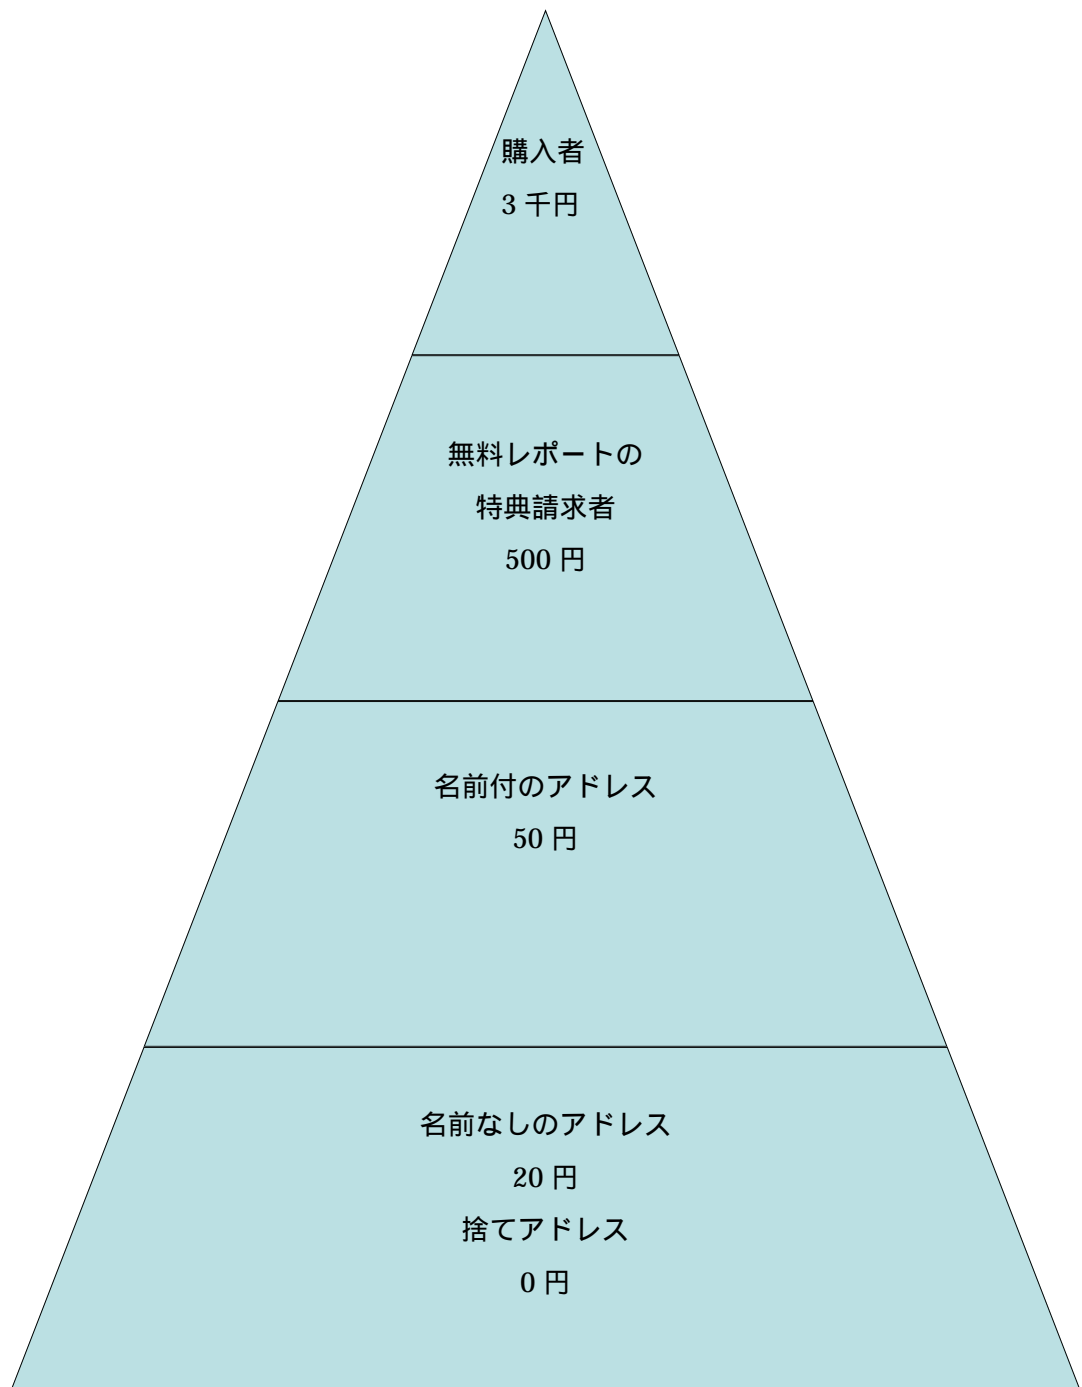 購入者
3 千円
無料レポートの
特典請求者
500 円
名前付のアドレス
50 円
名前なしのアドレス
20 円
捨てアドレス
0 円